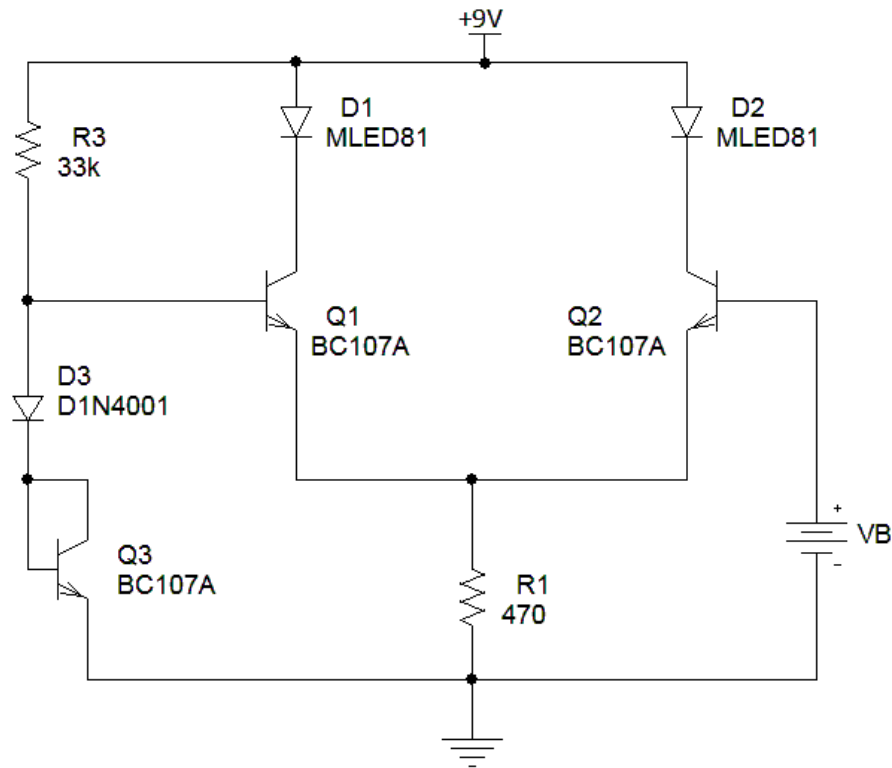 +9V
R3
33k
D1
MLED81
D2
MLED81
Q1
BC107A
Q2
BC107A
D3
D1N4001
Q3
BC107A
R1
470
+
VB
-